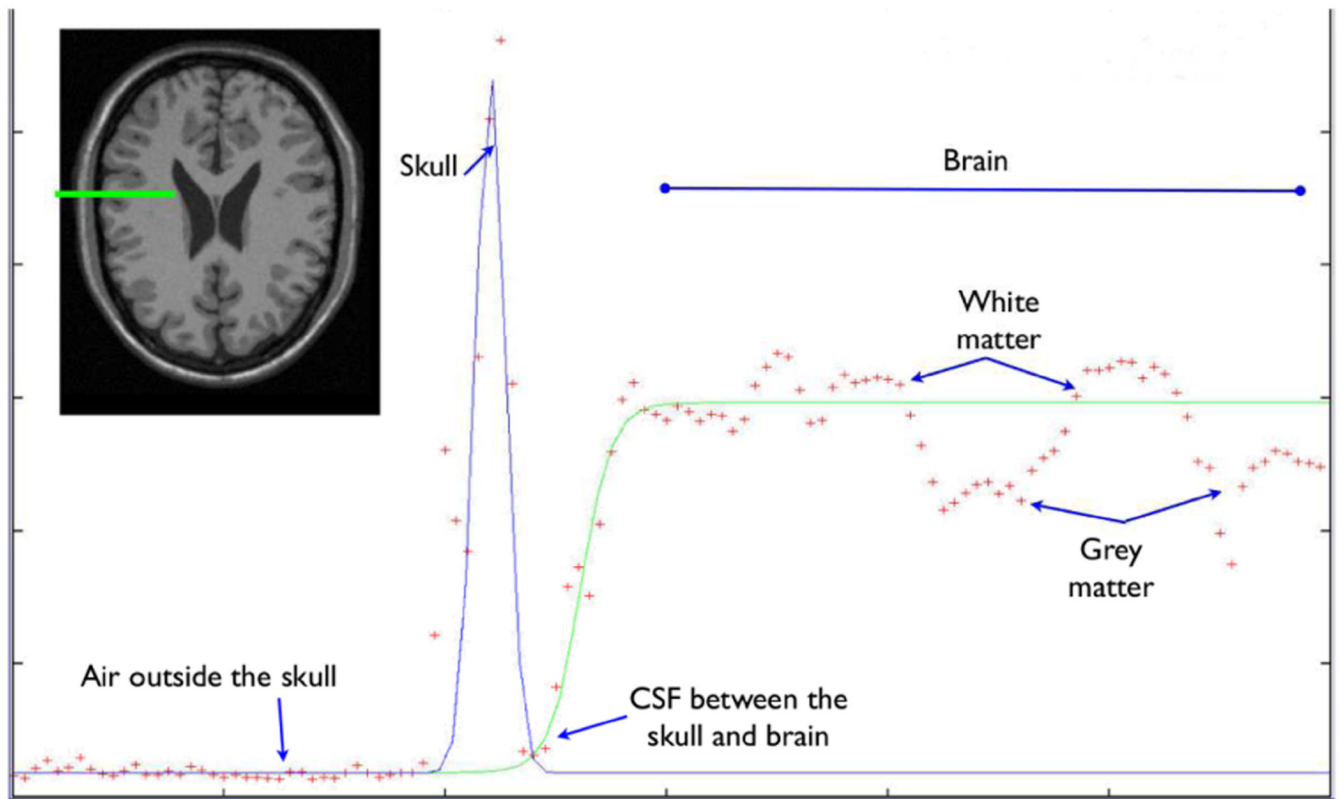 Skull
Brain
White
matter
Grey
matter
Air outside the skull
CSF between the
skull and brain